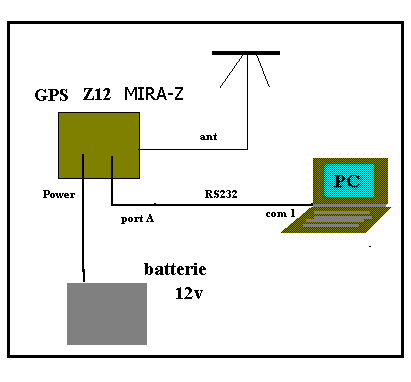 GPS Z12 MIRA-Z
ant
Power
RS232
PC
port A
com 1
batterie
12v